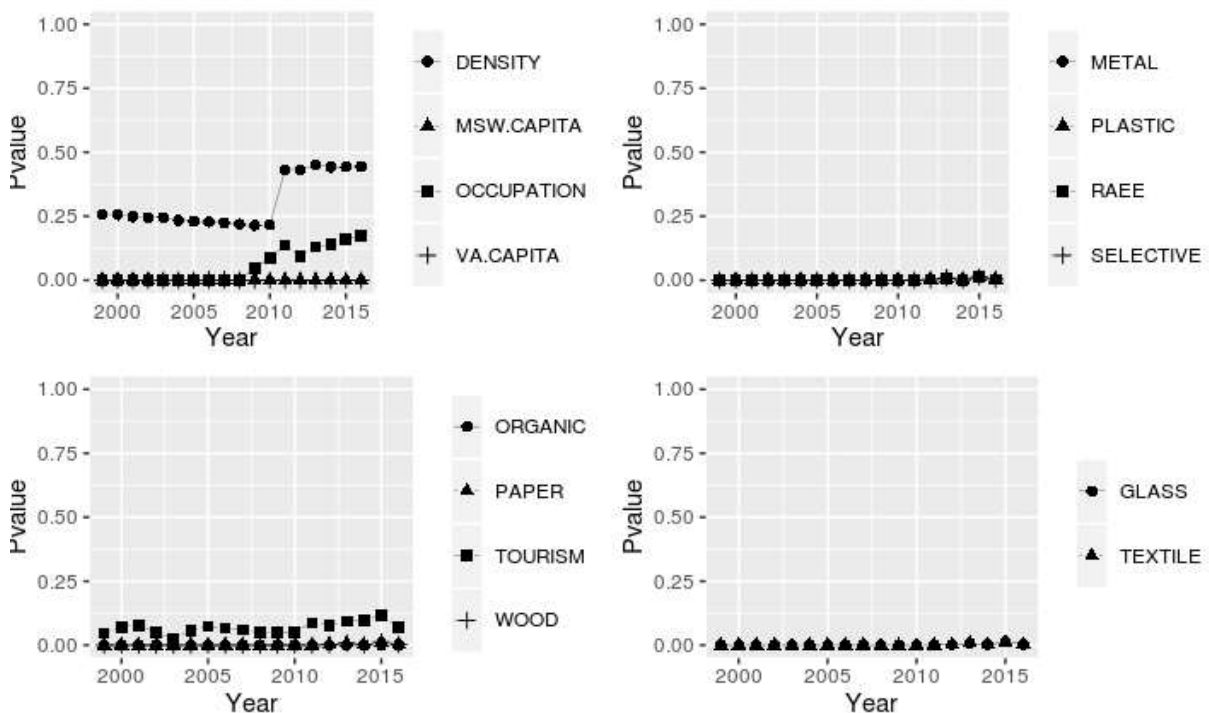 1.00
0.75
0.50
0.25
0.00
Pvalue
2000 2005 2010 2015
Year
DENSITY
MSW.CAPITA
OCCUPATION
VA.CAPITA
1.00
0.75
0.50
0.25
0.00
Pvalue
2000 2005 2010 2015
Year
METAL
PLASTIC
RAEE
SELECTIVE
1.00
0.75
0.50
0.25
0.00
Pvalue
2000 2005 2010 2015
Year
ORGANIC
PAPER
TOURISM
WOOD
1.00
0.75
0.50
0.25
0.00
Pvalue
2000 2005 2010 2015
Year
GLASS
TEXTILE